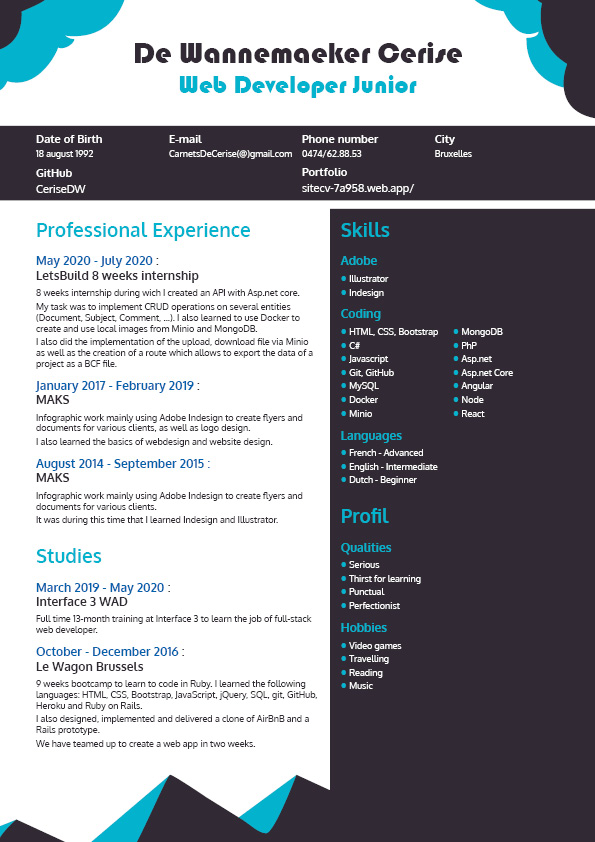 De Wannemaeker Cerise
Web Developer Junior
Date of Birth
18 august 1992
E-mail
CarnetsDeCerise(@)gmail.com
Phone number
0474/62.88.53
City
Bruxelles
GitHub
CeriseDW
Portfolio
sitecv-7a958.web.app/
Professional Experience
May 2020 - July 2020 :
LetsBuild 8 weeks internship
8 weeks internship during wich I created an API with Asp.net core.
My task was to implement CRUD operations on several entities
(Document, Subject, Comment, ...). I also learned to use Docker to
create and use local images from Minio and MongoDB.
I also did the implementation of the upload, download file via Minio
as well as the creation of a route which allows to export the data of a
project as a BCF file.
January 2017 - February 2019 :
MAKS
Infographic work mainly using Adobe Indesign to create flyers and
documents for various clients, as well as logo design.
I also learned the basics of webdesign and website design.
August 2014 - September 2015 :
MAKS
Infographic work mainly using Adobe Indesign to create flyers and
documents for various clients.
It was during this time that I learned Indesign and Illustrator.
Studies
March 2019 - May 2020 :
Interface 3 WAD
Full time 13-month training at Interface 3 to learn the job of full-stack
web developer.
October - December 2016 :
Le Wagon Brussels
9 weeks bootcamp to learn to code in Ruby. I learned the following
languages: HTML, CSS, Bootstrap, JavaScript, jQuery, SQL, git, GitHub,
Heroku and Ruby on Rails.
I also designed, implemented and delivered a clone of AirBnB and a
Rails prototype.
We have teamed up to create a web app in two weeks.
Skills
Adobe
• Illustrator
• Indesign
Coding
• HTML, CSS, Bootstrap
• C#
• Javascript
• Git, GitHub
• MySQL
• Docker
• Minio
• MongoDB
• PhP
• Asp.net
• Asp.net Core
• Angular
• Node
• React
Languages
• French - Advanced
• English - Intermediate
• Dutch - Beginner
Profil
Qualities
• Serious
• Thirst for learning
• Punctual
• Perfectionist
Hobbies
• Video games
• Travelling
• Reading
• Music